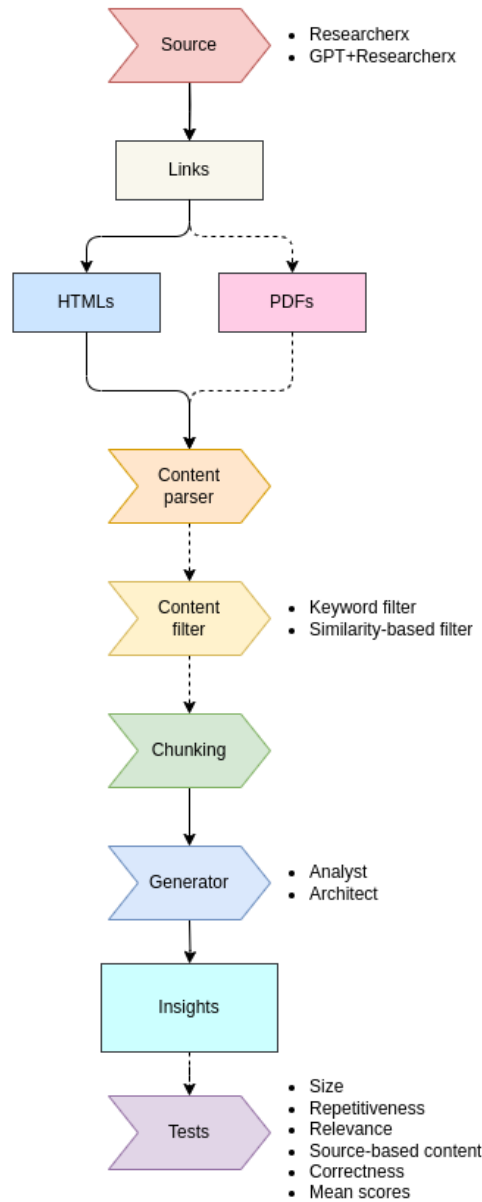 Source
• Researcherx
• GPT+Researcherx
Links
HTMLs
PDFs
Content
parser
Content
filter
• Keyword filter
• Similarity-based filter
Chunking
Generator
• Analyst
• Architect
Insights
Tests
• Size
• Repetitiveness
• Relevance
• Source-based content
• Correctness
• Mean scores